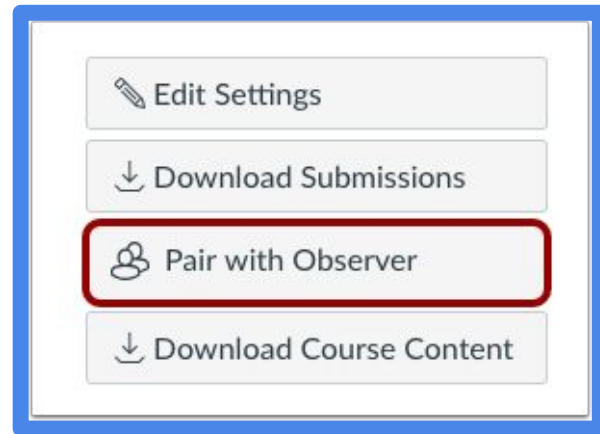 Edit Settings
Download Submissions
Pair with Observer
Download Course Content